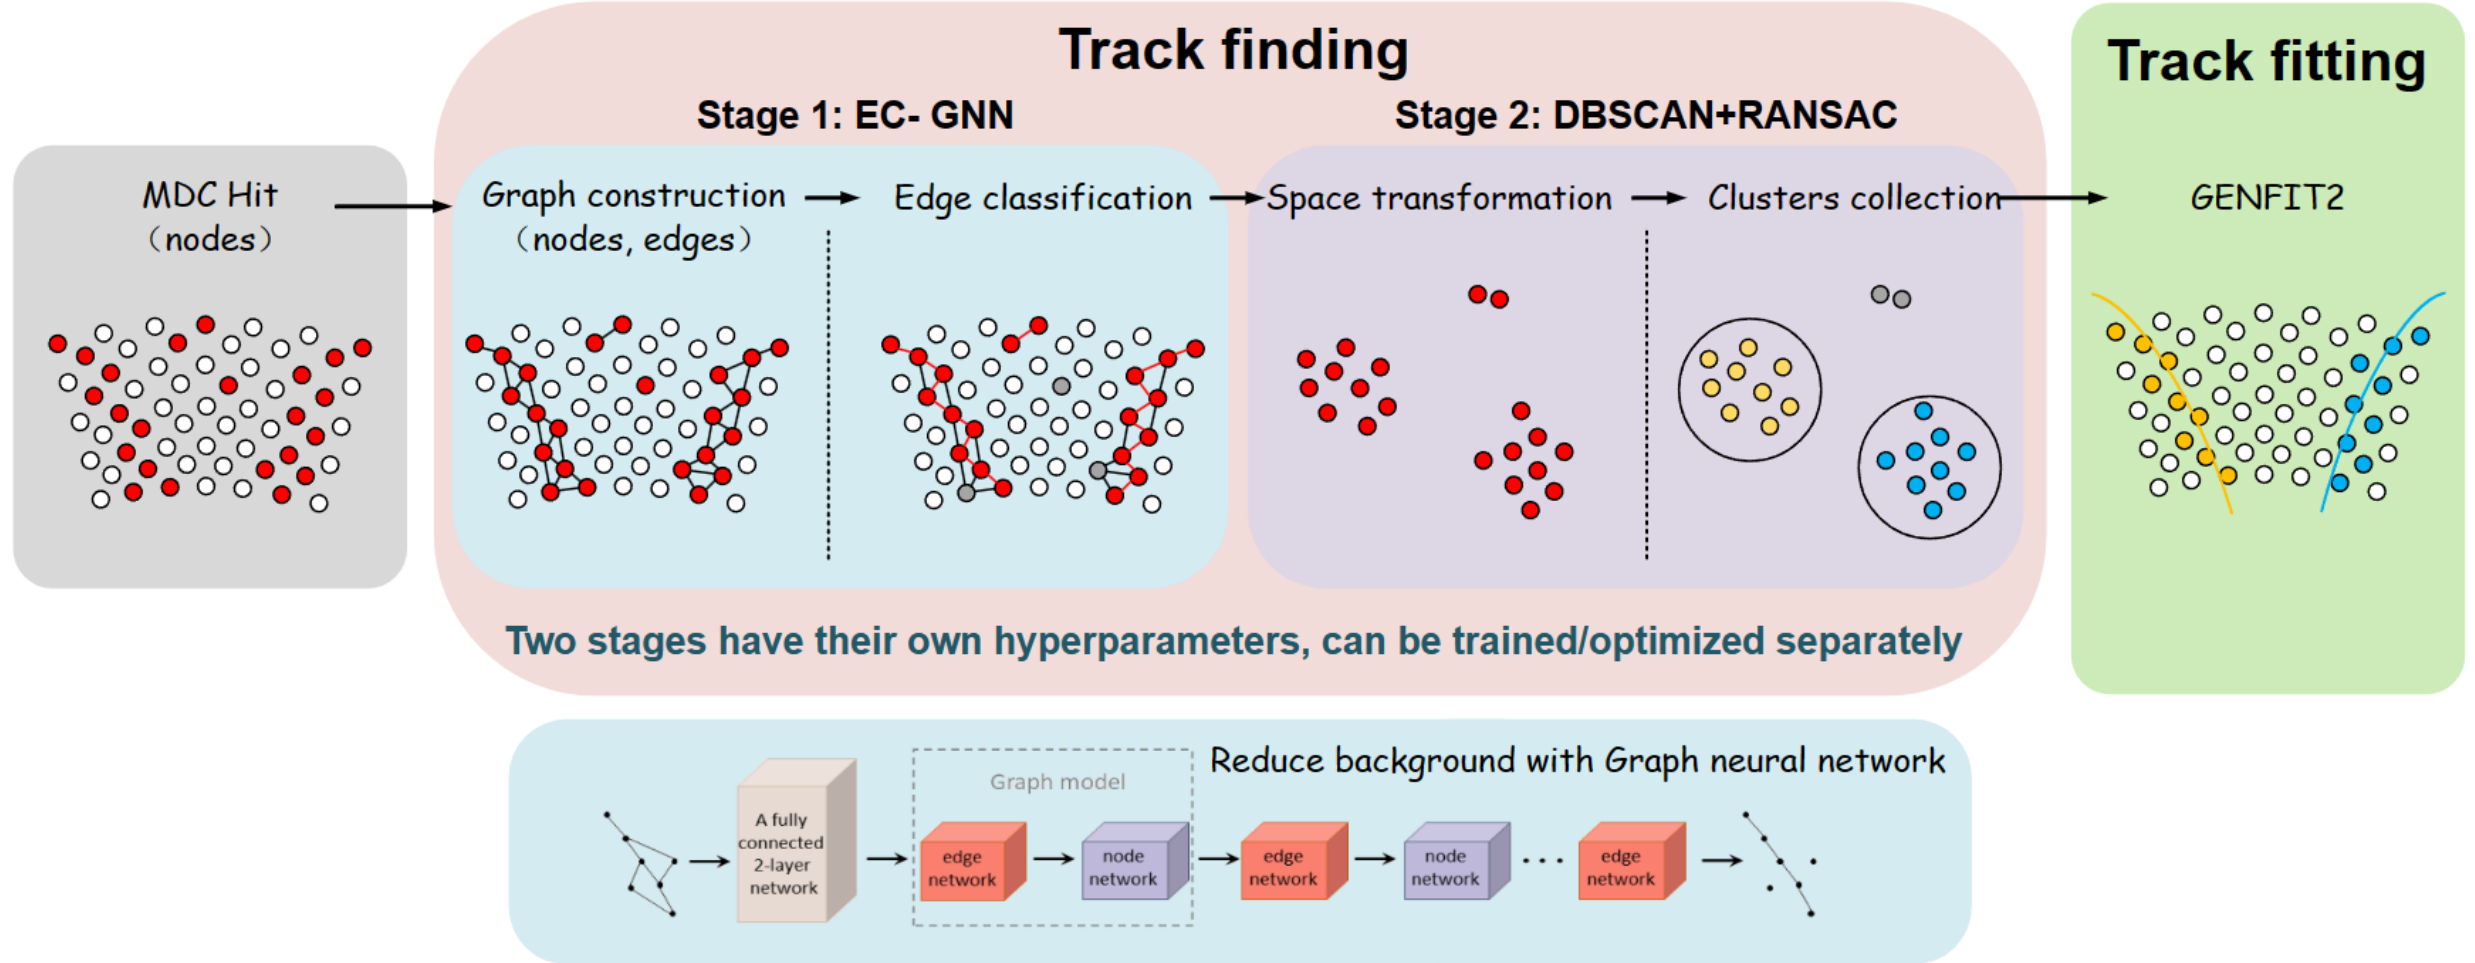 Track finding
Track fitting
Stage 1: EC- GNN
Stage 2: DBSCAN+RANSAC
MDC Hit
（nodes）
Graph construction
（nodes, edges）
Edge classification
Space transformation
Clusters collection
GENFIT2
Two stages have their own hyperparameters, can be trained/optimized separately
Reduce background with Graph neural network
Graph model
A fully
connected
2-layer
network
edge
network
node
network
edge
network
node
network
...
edge
network